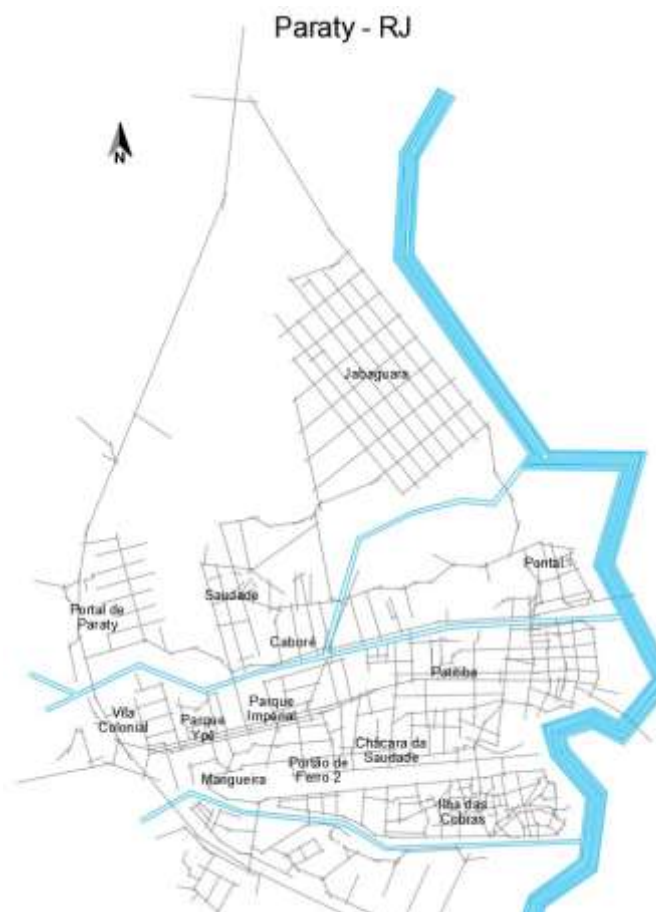 Paraty - RJ
N
Jabaquara
Pontal
Saudade
Portal de
Paraty
Caboré
Patitiba
Parque
Imperial
Vila
Colonial
Parque
Ypê
Chácara da
Saudade
Portão de
Ferro 2
Mangueira
Ilha das
Cobras